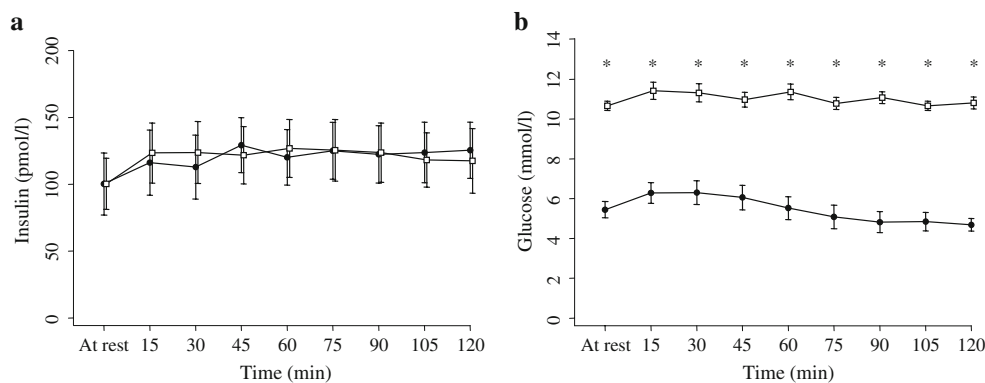 a
200
150
100
50
0
Insulin (pmol/l)
At rest 15 30 45 60 75 90 105 120
Time (min)
b
14
12
10
8
6
4
2
0
Glucose (mmol/l)
* * * * * * * * *
At rest 15 30 45 60 75 90 105 120
Time (min)